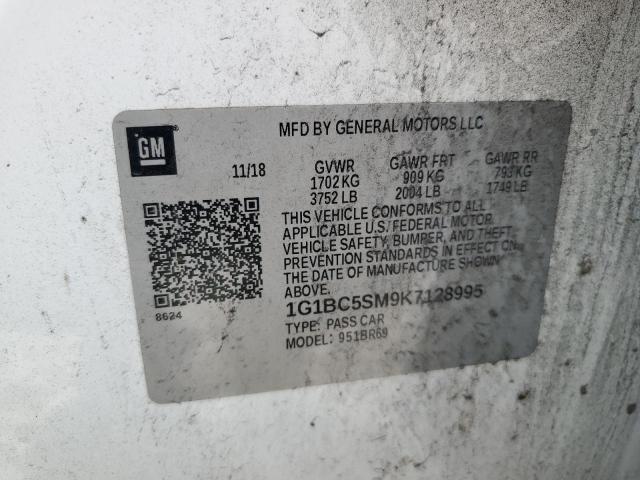 MFD BY GENERAL MOTORS LLC
GM
11/18
GVWR GAWR FRT GAWR RR
1702 KG 909 KG 793 KG
3752 LB 2004 LB 1749 LB
THIS VEHICLE CONFORMS TO ALL
APPLICABLE U.S. FEDERAL MOTOR
VEHICLE SAFETY, BUMPER, AND THEFT
PREVENTION STANDARDS IN EFFECT ON
THE DATE OF MANUFACTURE SHOWN ABOVE.
1G1BC5SM9K7128995
TYPE: PASS CAR
MODEL: 951BR69
8624